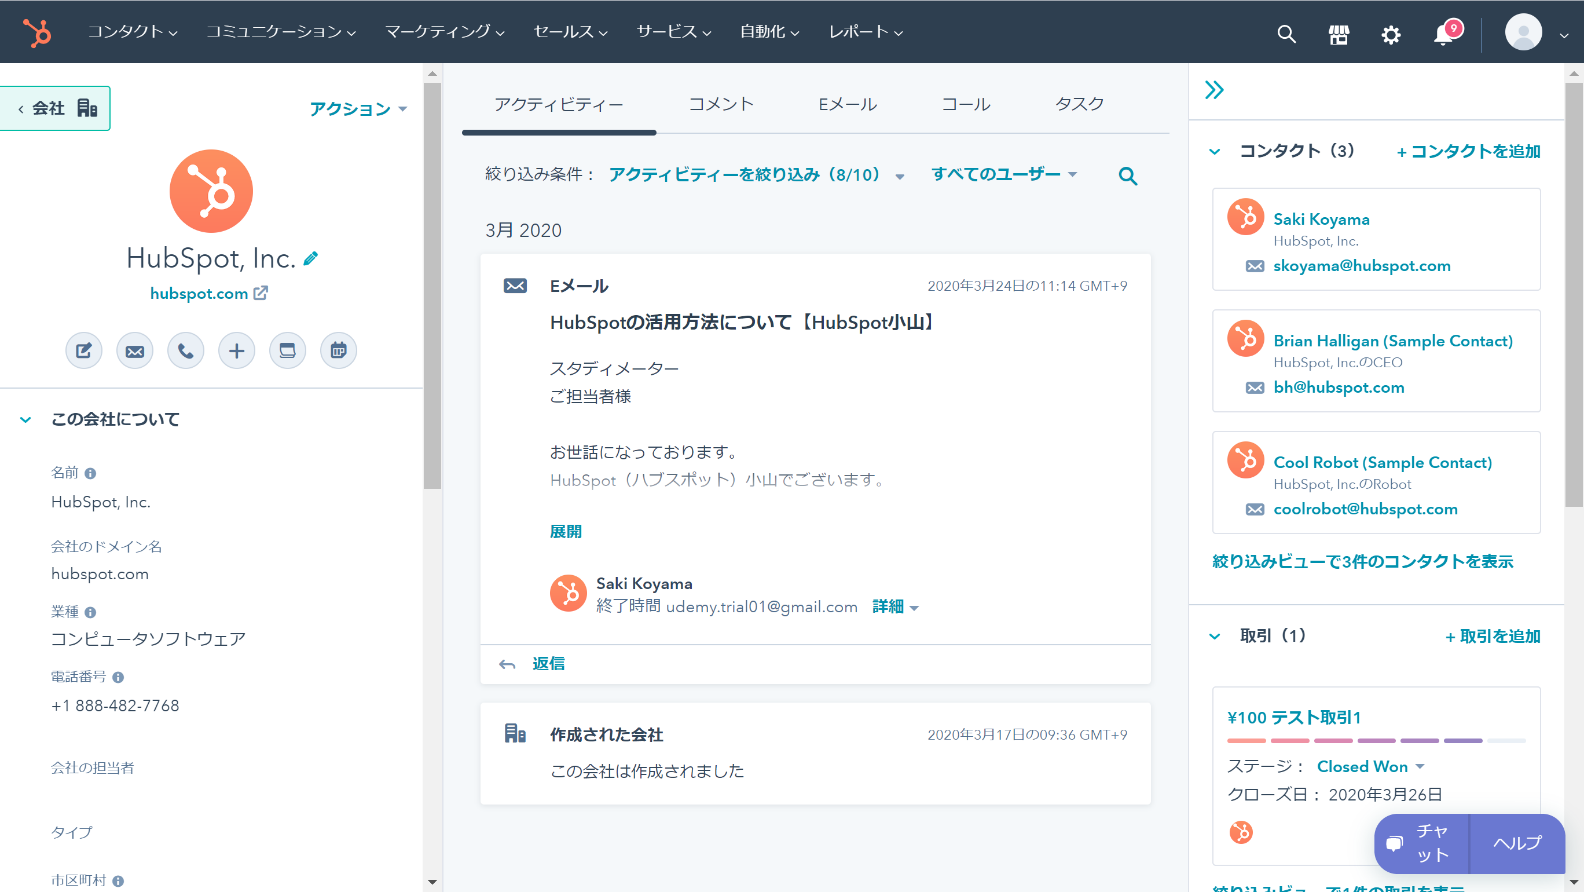 コンタクト
コミュニケーション
マーケティング
セールス
サービス
自動化
レポート
9
会社
アクション
HubSpot, Inc.
hubspot.com
この会社について
名前
HubSpot, Inc.
会社のドメイン名
hubspot.com
業種
コンピュータソフトウェア
電話番号
+1 888-482-7768
会社の担当者
タイプ
市区町村
アクティビティー
コメント
Eメール
コール
タスク
絞り込み条件： アクティビティーを絞り込み（8/10） すべてのユーザー
3月 2020
Eメール
2020年3月24日の11:14 GMT+9
HubSpotの活用方法について【HubSpot小山】
スタディメーター
ご担当者様
お世話になっております。
HubSpot（ハブスポット）小山でございます。
展開
Saki Koyama
終了時間 udemy.trial01@gmail.com 詳細
返信
作成された会社
2020年3月17日の09:36 GMT+9
この会社は作成されました
コンタクト（3）
+ コンタクトを追加
Saki Koyama
HubSpot, Inc.
skoyama@hubspot.com
Brian Halligan (Sample Contact)
HubSpot, Inc.のCEO
bh@hubspot.com
Cool Robot (Sample Contact)
HubSpot, Inc.のRobot
coolrobot@hubspot.com
絞り込みビューで3件のコンタクトを表示
取引（1）
+ 取引を追加
¥100 テスト取引1
ステージ： Closed Won
クローズ日： 2020年3月26日
チャ
ット
ヘルプ
絞り込みビューで1件の取引を表示